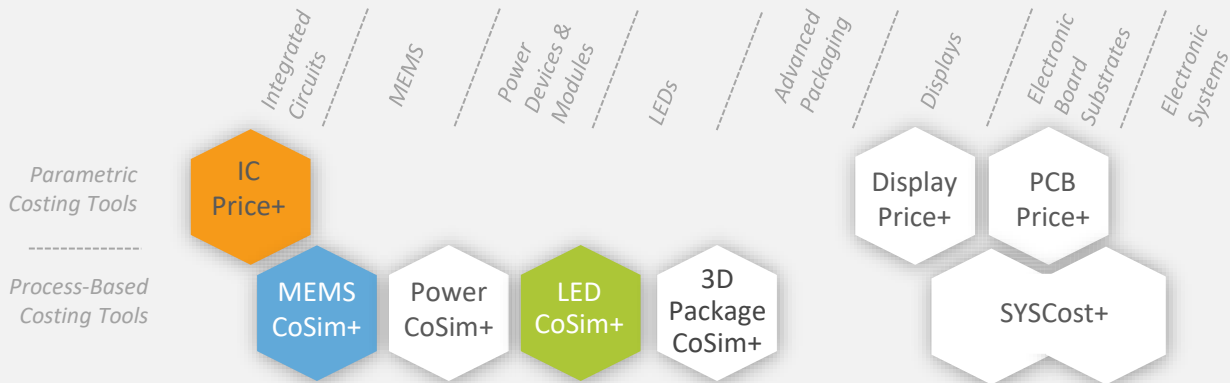 Integrated
Circuits
MEMS
Power
Devices &
Modules
LEDs
Advanced
Packaging
Displays
Electronic
Board
Substrates
Electronic
Systems
Parametric
Costing Tools
IC
Price+
Display
Price+
PCB
Price+
Process-Based
Costing Tools
MEMS
CoSim+
Power
CoSim+
LED
CoSim+
3D
Package
CoSim+
SYSCost+